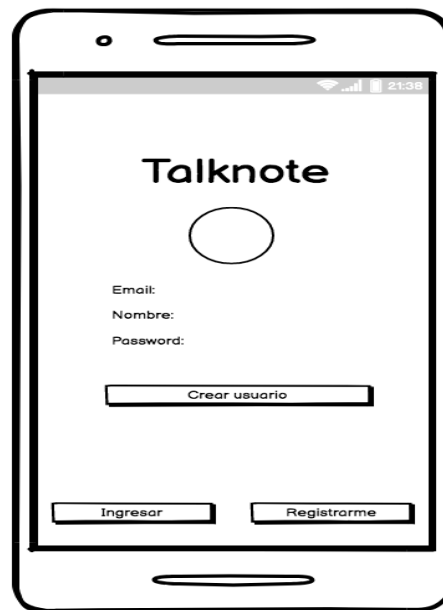 21:38
Talknote
Email:
Nombre:
Password:
Crear usuario
Ingresar
Registrarme